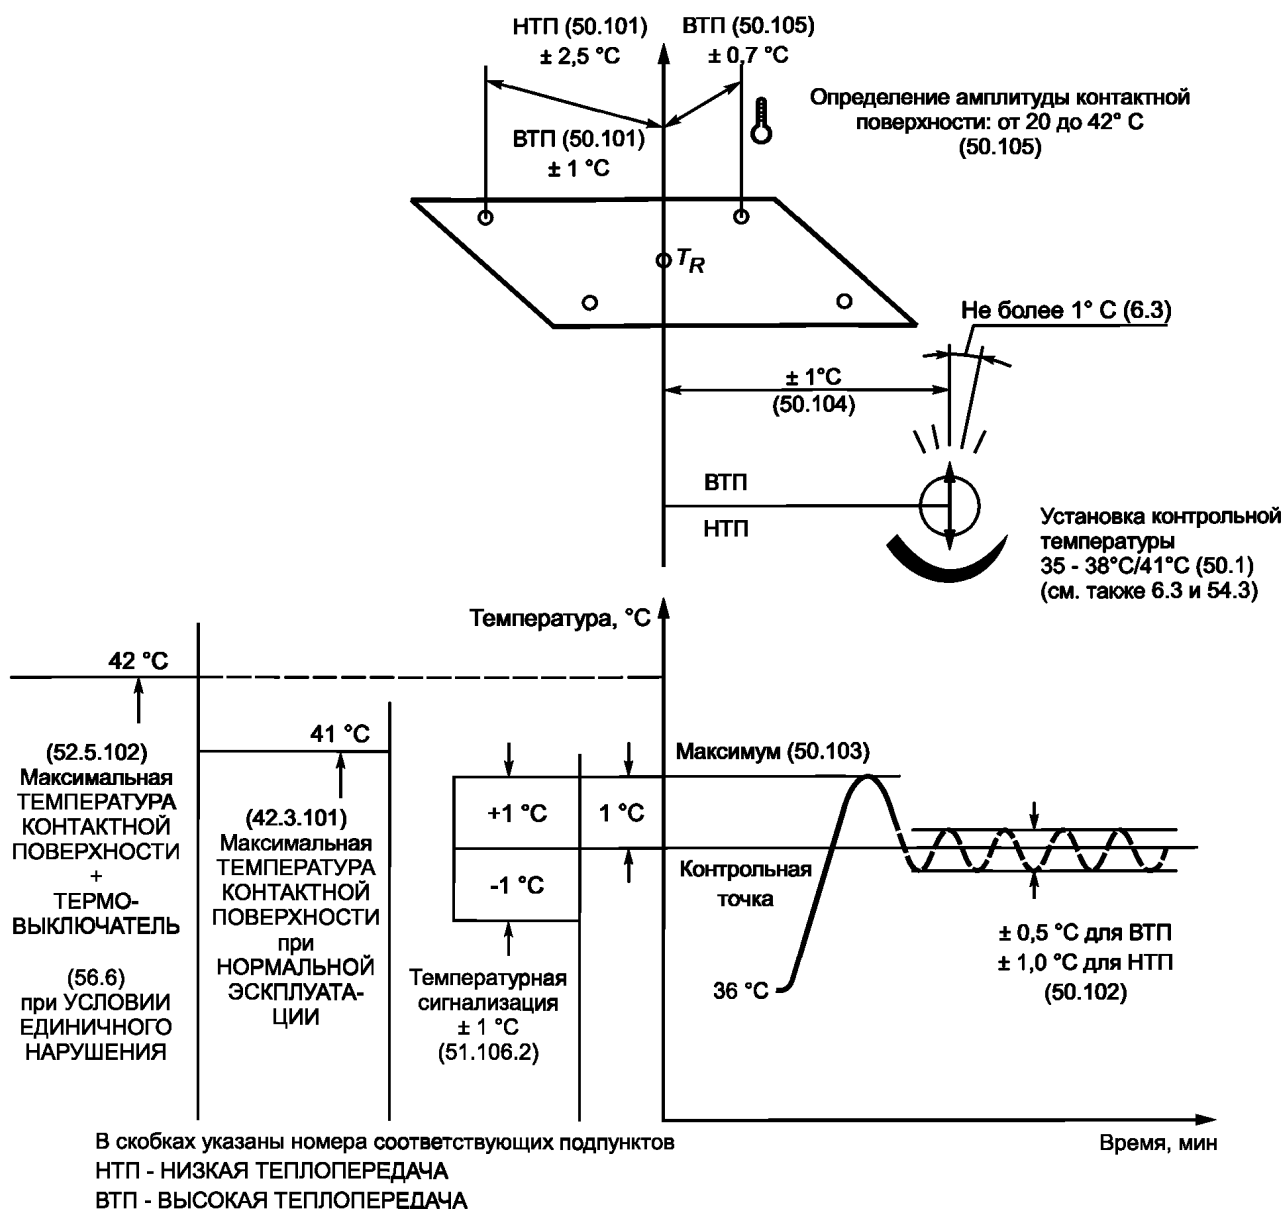 НТП (50.101)
± 2,5 °C
ВТП (50.105)
± 0,7 °C
Определение амплитуды контактной
поверхности: от 20 до 42° C
(50.105)
ВТП (50.101)
± 1 °C
TR
Не более 1° C (6.3)
± 1°C
(50.104)
ВТП
НТП
Установка контрольной
температуры
35 - 38°C/41°C (50.1)
(см. также 6.3 и 54.3)
Температура, °C
42 °C
(52.5.102)
Максимальная
ТЕМПЕРАТУРА
КОНТАКТНОЙ
ПОВЕРХНОСТИ
+
ТЕРМО-
ВЫКЛЮЧАТЕЛЬ
(56.6)
при УСЛОВИИ
ЕДИНИЧНОГО
НАРУШЕНИЯ
41 °C
(42.3.101)
Максимальная
ТЕМПЕРАТУРА
КОНТАКТНОЙ
ПОВЕРХНОСТИ
при
НОРМАЛЬНОЙ
ЭСКПЛУАТА-
ЦИИ
+1 °C
-1 °C
1 °C
Температурная
сигнализация
± 1 °C
(51.106.2)
Максимум (50.103)
Контрольная
точка
36 °C
± 0,5 °C для ВТП
± 1,0 °C для НТП
(50.102)
Время, мин
В скобках указаны номера соответствующих подпунктов
НТП - НИЗКАЯ ТЕПЛОПЕРЕДАЧА
ВТП - ВЫСОКАЯ ТЕПЛОПЕРЕДАЧА